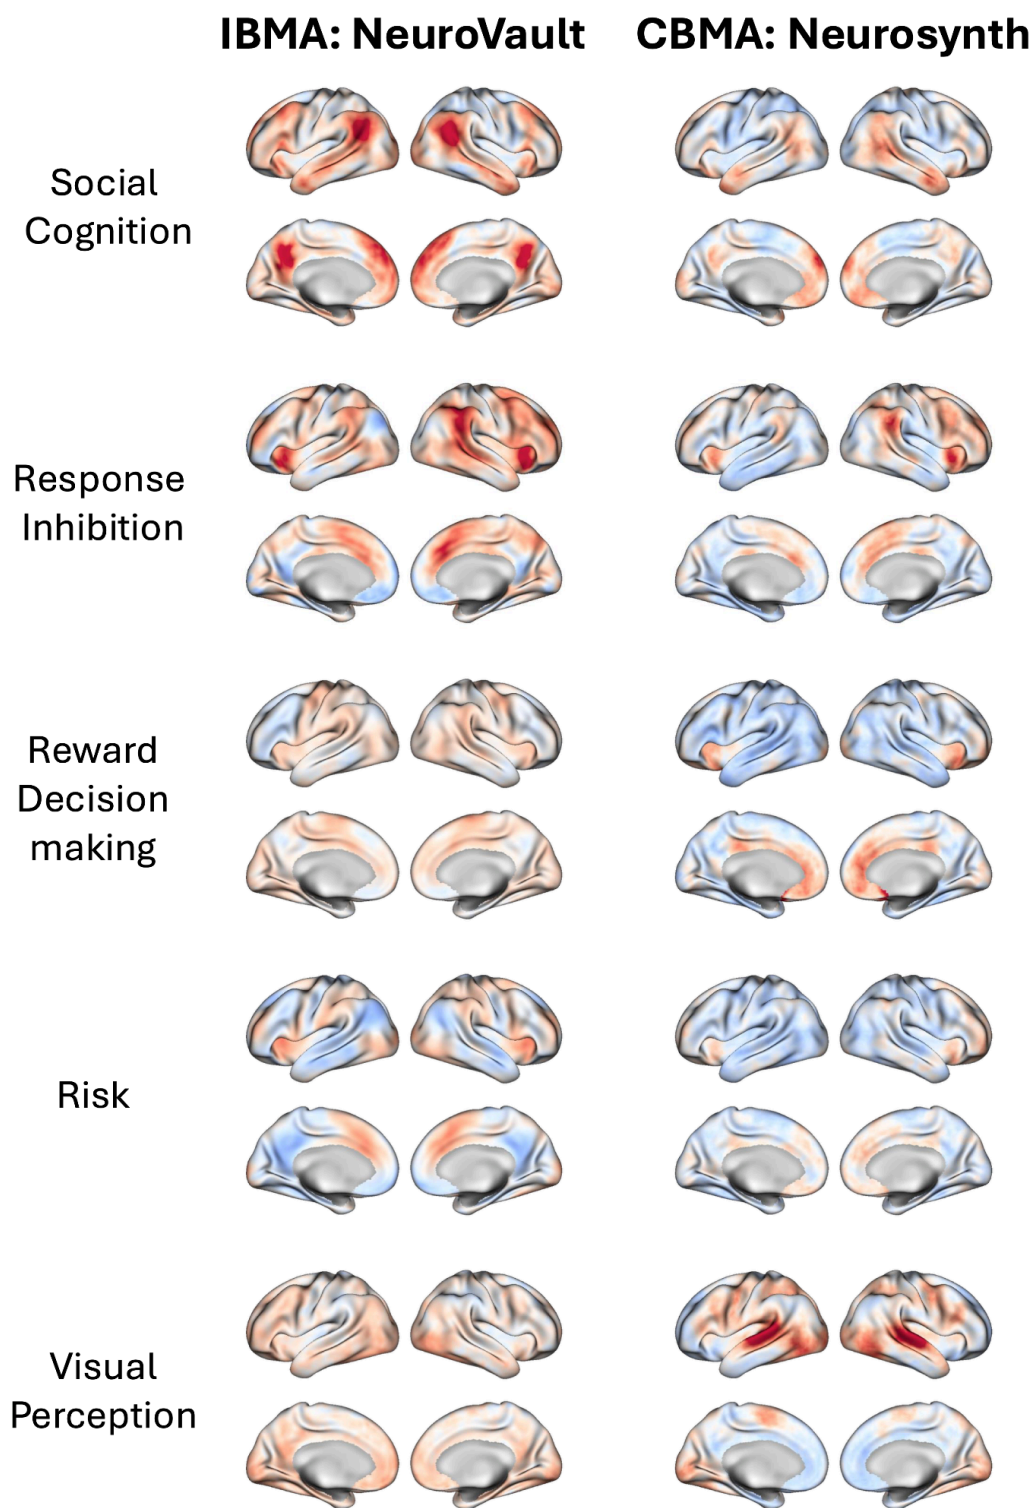 IBMA: NeuroVault CBMA: Neurosynth
Social
Cognition
Response
Inhibition
Reward
Decision
making
Risk
Visual
Perception